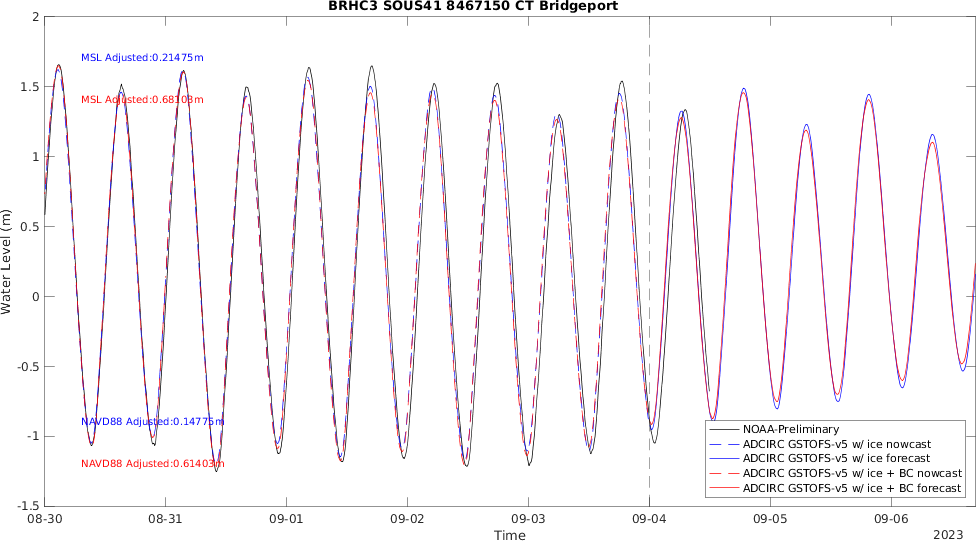 BRHC3 SOUS41 8467150 CT Bridgeport
2
1.5
1
0.5
0
-0.5
-1
-1.5
Water Level (m)
MSL Adjusted:0.21475m
MSL Adjusted:0.68103m
NAVD88 Adjusted:0.14775m
NAVD88 Adjusted:0.61403m
NOAA-Preliminary
ADCIRC GSTOFS-v5 w/ ice nowcast
ADCIRC GSTOFS-v5 w/ ice forecast
ADCIRC GSTOFS-v5 w/ ice + BC nowcast
ADCIRC GSTOFS-v5 w/ ice + BC forecast
08-30 08-31 09-01 09-02 09-03 09-04 09-05 09-06
Time
2023